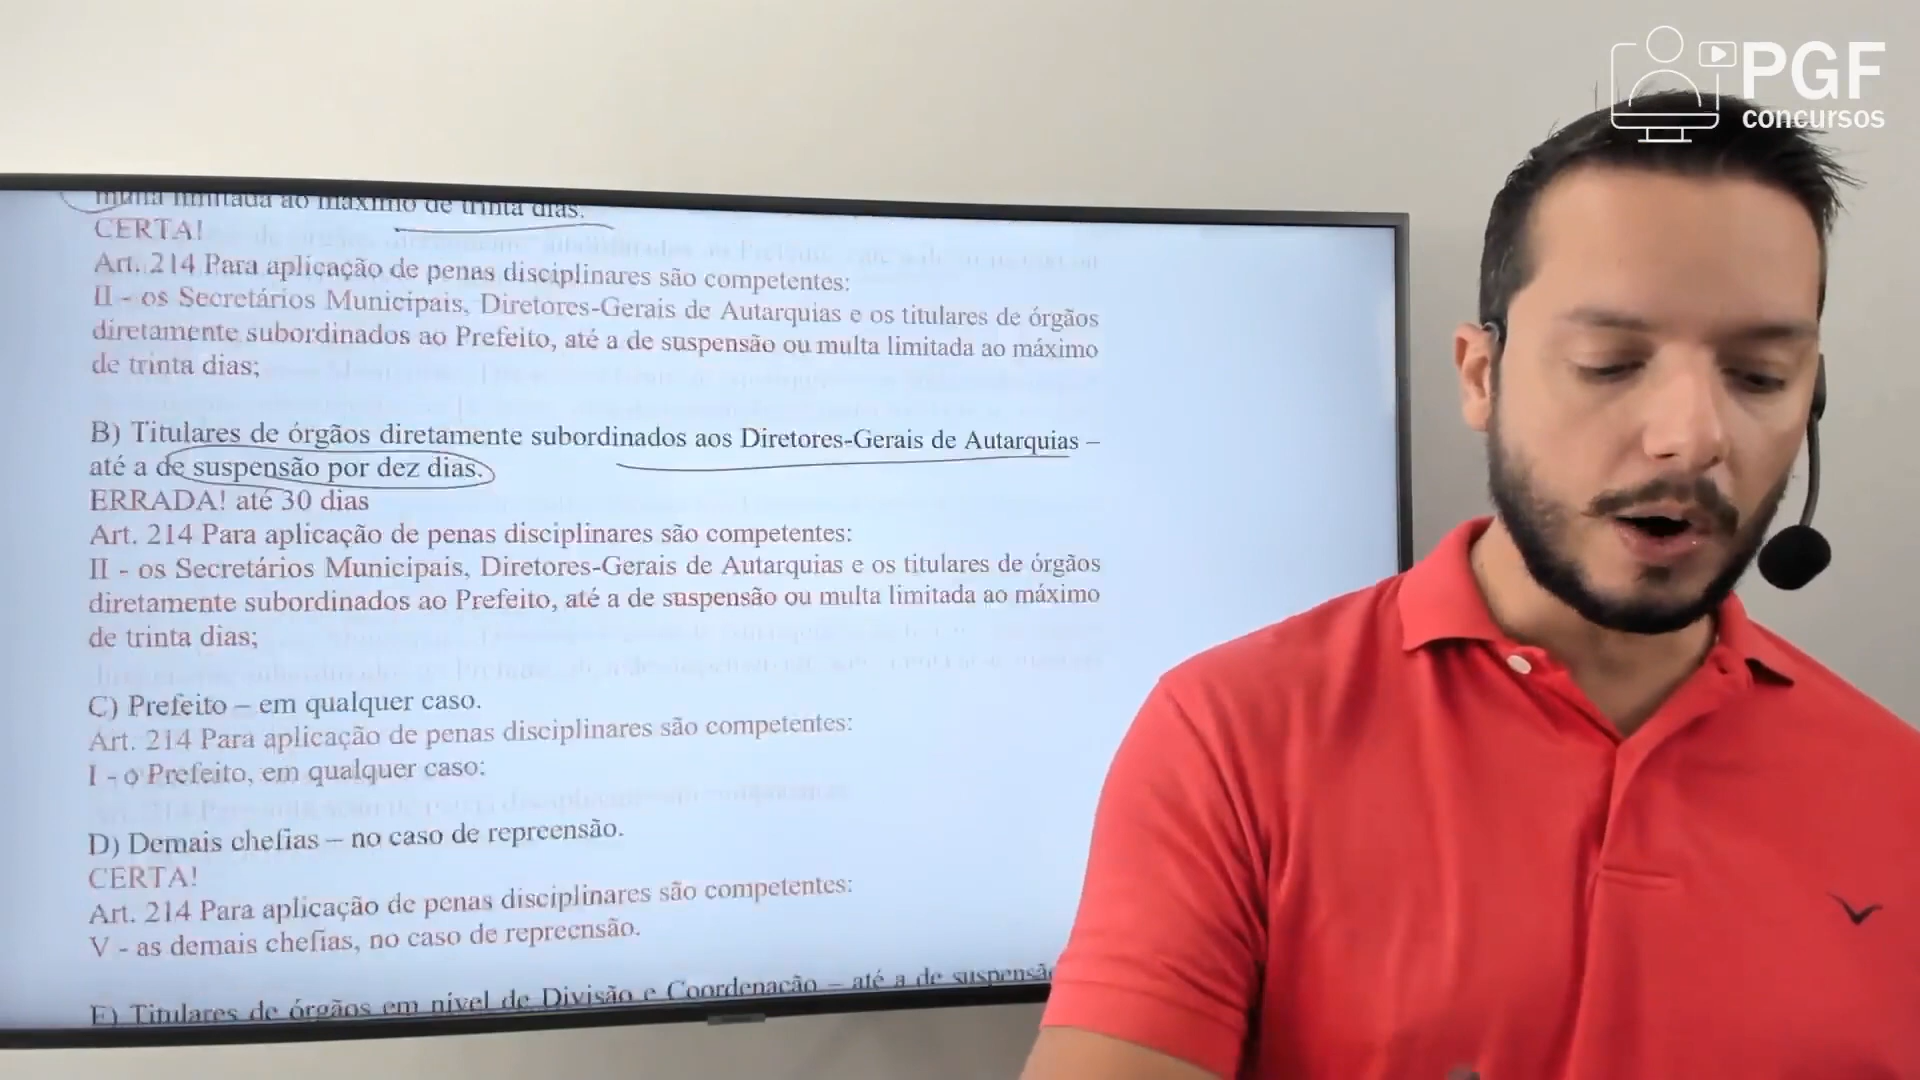 PGF
concursos
multa limitada ao máximo de trinta dias.
CERTA!
Art. 214 Para aplicação de penas disciplinares são competentes:
II - os Secretários Municipais, Diretores-Gerais de Autarquias e os titulares de órgãos
diretamente subordinados ao Prefeito, até a de suspensão ou multa limitada ao máximo
de trinta dias;
B) Titulares de órgãos diretamente subordinados aos Diretores-Gerais de Autarquias –
até a de suspensão por dez dias.
ERRADA! até 30 dias
Art. 214 Para aplicação de penas disciplinares são competentes:
II - os Secretários Municipais, Diretores-Gerais de Autarquias e os titulares de órgãos
diretamente subordinados ao Prefeito, até a de suspensão ou multa limitada ao máximo
de trinta dias;
C) Prefeito – em qualquer caso.
Art. 214 Para aplicação de penas disciplinares são competentes:
I - o Prefeito, em qualquer caso;
D) Demais chefias – no caso de repreensão.
CERTA!
Art. 214 Para aplicação de penas disciplinares são competentes:
V - as demais chefias, no caso de repreensão.
E) Titulares de órgãos em nível de Divisão e Coordenação – até a de suspensão